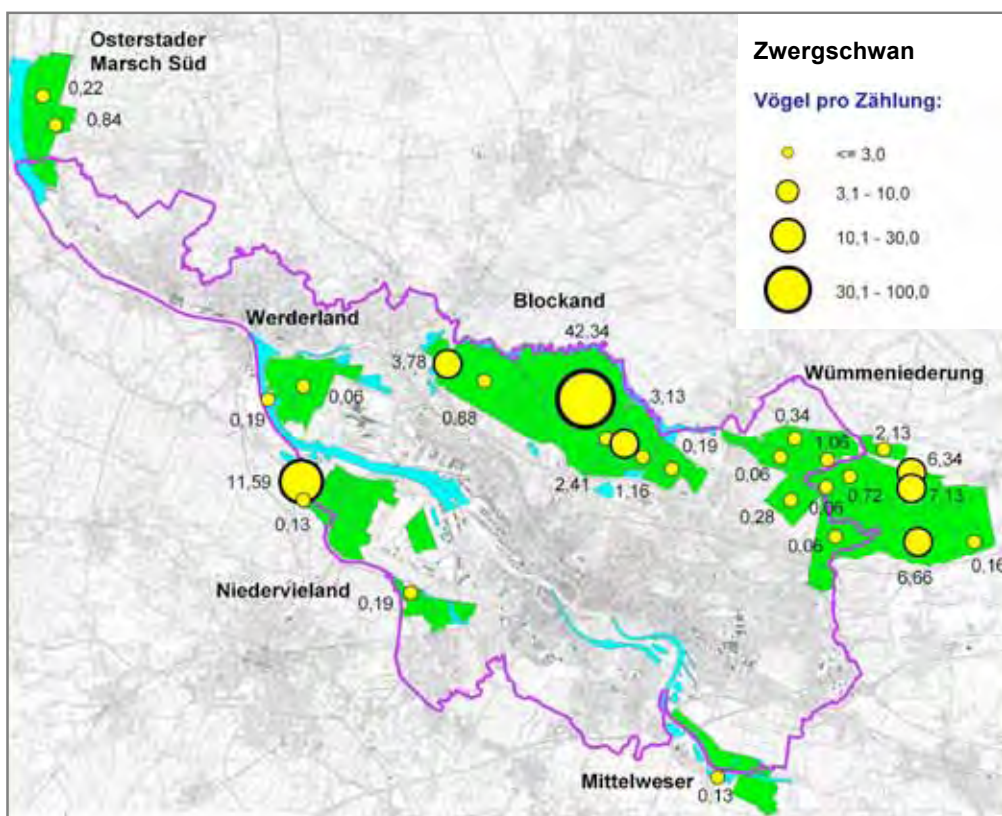 Osterstader
Marsch Süd
0,22
0,84
Zwergschwan
Vögel pro Zählung:
<= 3,0
3,1 - 10,0
10,1 - 30,0
30,1 - 100,0
Werderland
0,06
0,19
Blockand
42,34
3,78
0,68
3,13
0,19
2,41
1,16
Wümmeniederung
0,34
1,06
2,13
6,34
0,06
0,72
7,13
0,28
0,06
0,06
6,66
0,16
11,59
0,13
Niedervieland
0,19
Mittelweser
0,13